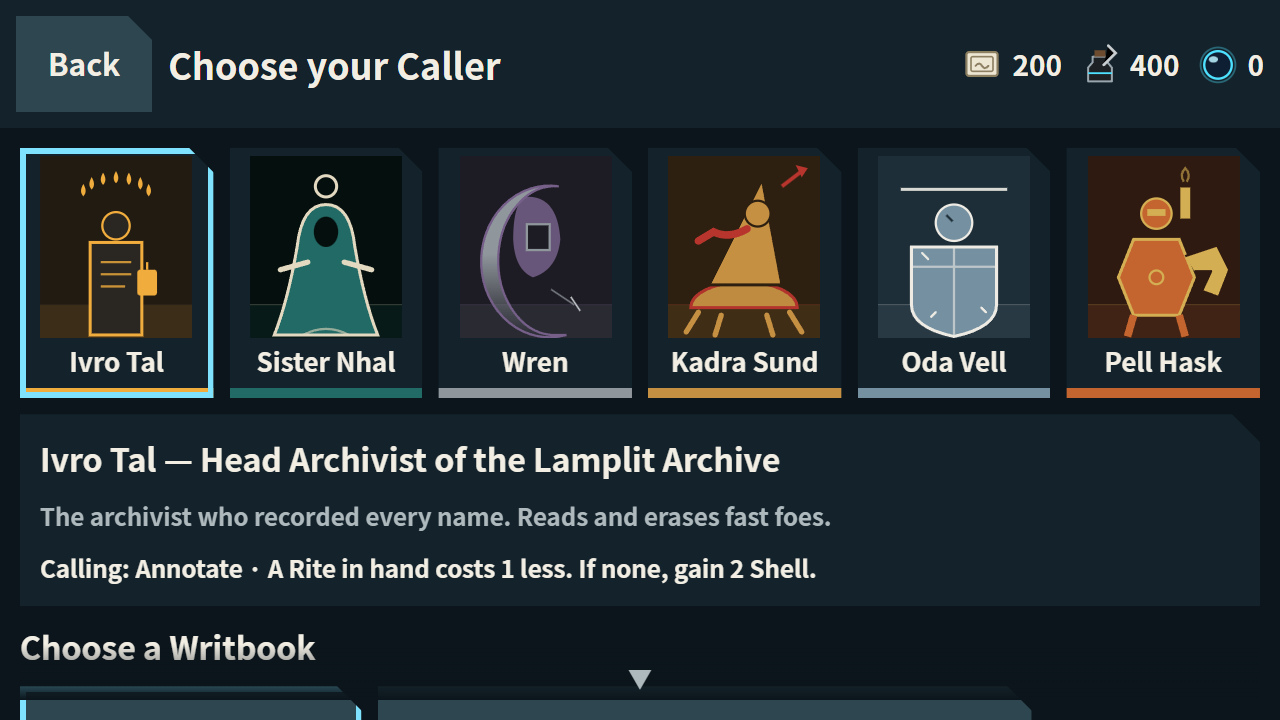 Back
Choose your Caller
200
400
0
Ivro Tal
Sister Nhal
Wren
Kadra Sund
Oda Vell
Pell Hask
Ivro Tal — Head Archivist of the Lamplit Archive
The archivist who recorded every name. Reads and erases fast foes.
Calling: Annotate · A Rite in hand costs 1 less. If none, gain 2 Shell.
Choose a Writbook